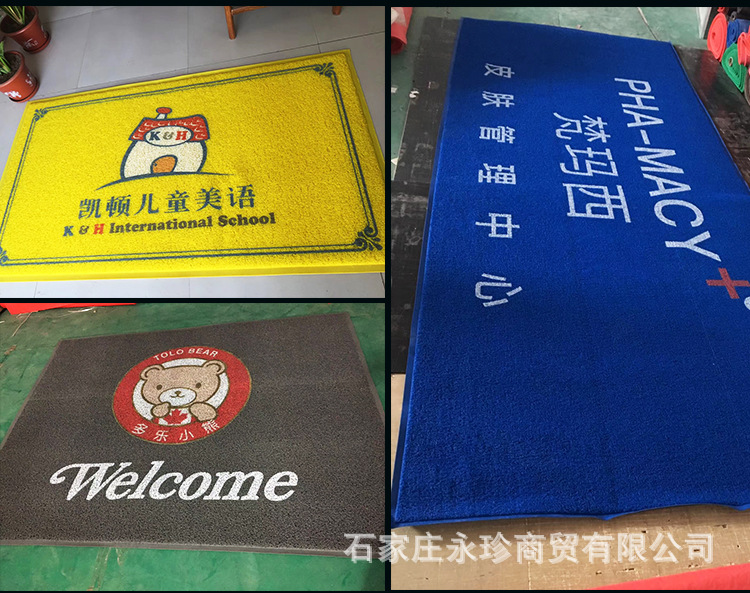 K & H
凯顿儿童美语
K & H International School
TOLO BEAR
多乐小熊
Welcome
PHA-MACY
梵玛西
皮肤管理中心
石家庄永珍商贸有限公司